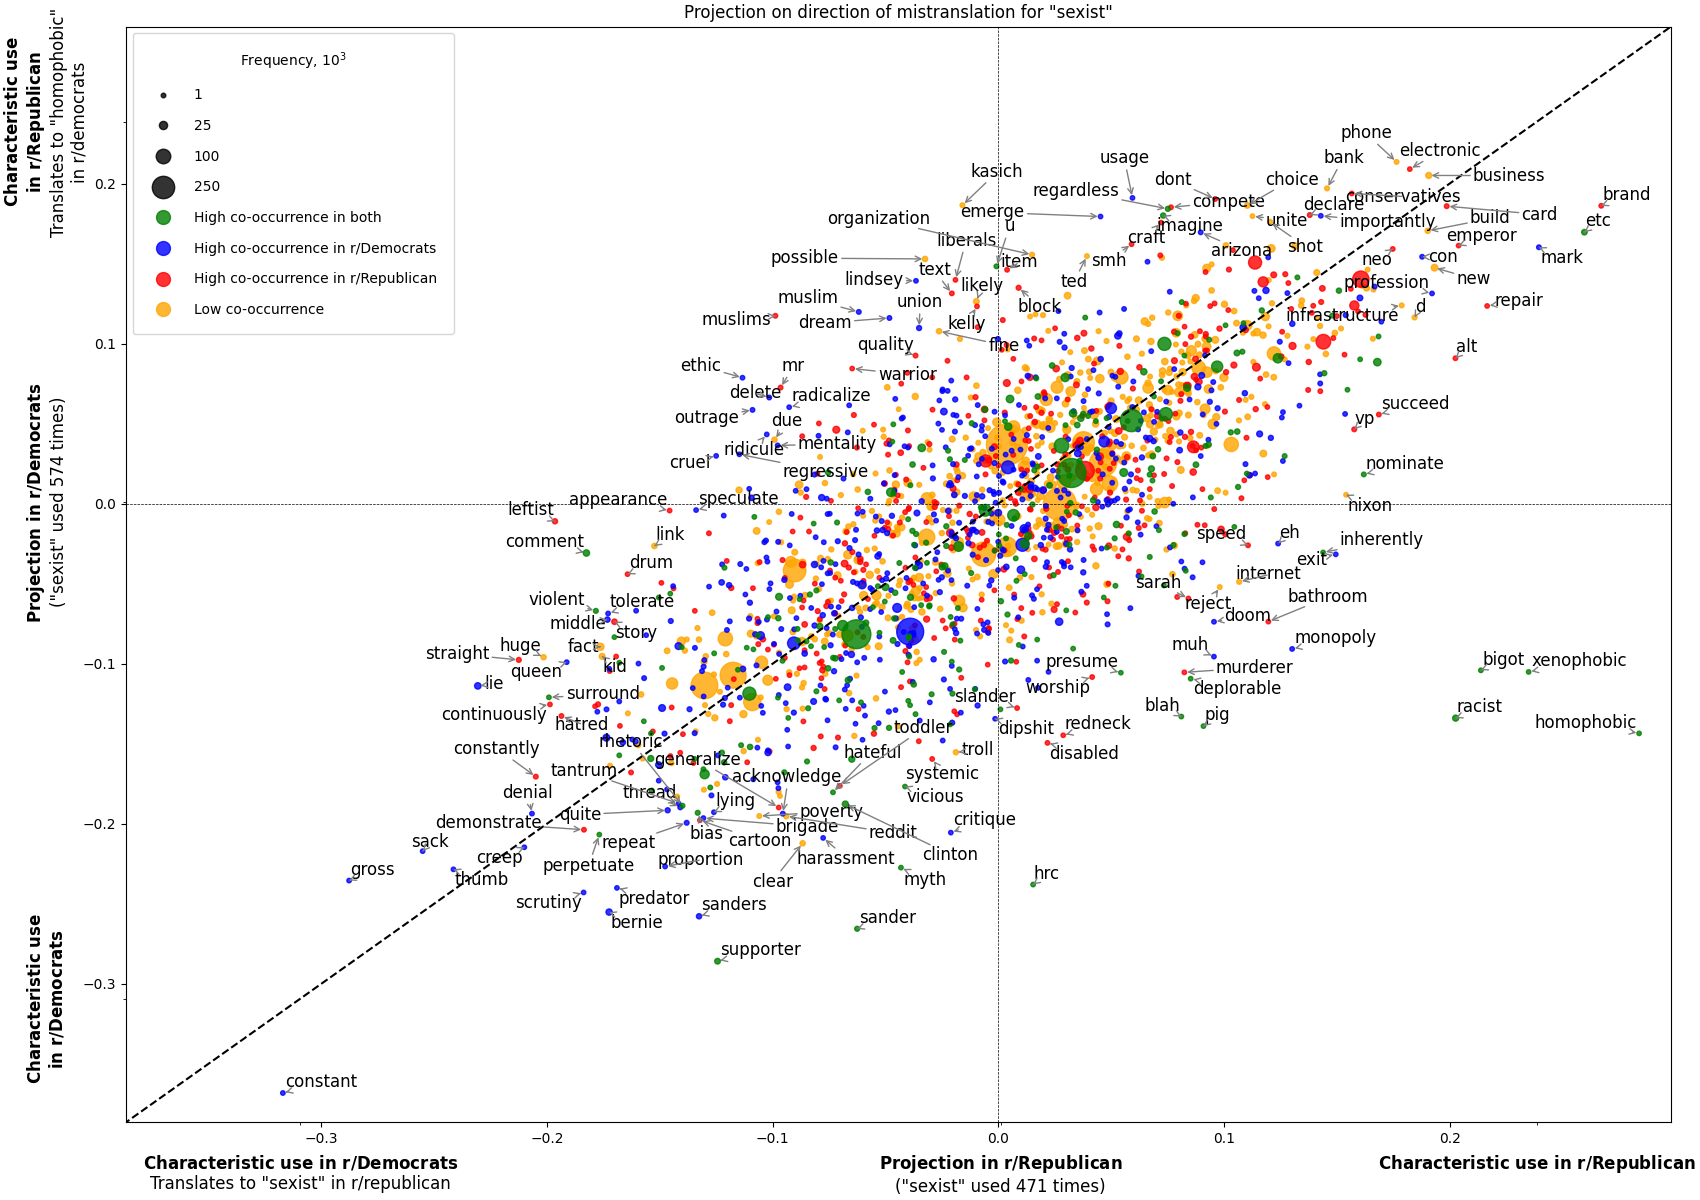 Projection on direction of mistranslation for "sexist"
Characteristic use
in r/Republican
Translates to "homophobic"
in r/democrats
Projection in r/Democrats
("sexist" used 574 times)
Characteristic use
in r/Democrats
Frequency, 10^3
1
25
100
250
High co-occurrence in both
High co-occurrence in r/Democrats
High co-occurrence in r/Republican
Low co-occurrence
0.2
0.1
0.0
−0.1
−0.2
−0.3
phone
electronic
bank
business
kasich
usage
regardless
dont
choice
conservatives
compete
declare
brand
card
organization
emerge
u
imagine
unite
importantly
build
etc
liberals
craft
arizona
shot
emperor
possible
text
item
smh
neo
con
mark
lindsey
likely
ted
profession
new
muslim
union
block
infrastructure
d
repair
muslims
dream
kelly
quality
fine
alt
ethic
mr
warrior
delete
radicalize
outrage
due
succeed
vp
ridicule
mentality
cruel
regressive
nominate
appearance
speculate
nixon
leftist
comment
link
speed
eh
inherently
exit
drum
internet
sarah
reject
bathroom
violent
tolerate
doom
middle
story
monopoly
muh
straight
huge
fact
queen
kid
presume
murderer
bigot
xenophobic
lie
surround
worship
deplorable
slander
continuously
hatred
blah
pig
racist
homophobic
rhetoric
toddler
dipshit
redneck
constantly
generalize
hateful
troll
disabled
tantrum
acknowledge
systemic
denial
thread
lying
vicious
quite
poverty
demonstrate
bias
brigade
reddit
critique
sack
repeat
cartoon
creep
perpetuate
proportion
harassment
clinton
gross
thumb
clear
myth
hrc
scrutiny
predator
sanders
bernie
sander
supporter
constant
−0.3
−0.2
−0.1
0.0
0.1
0.2
Characteristic use in r/Democrats
Translates to "sexist" in r/republican
Projection in r/Republican
("sexist" used 471 times)
Characteristic use in r/Republican